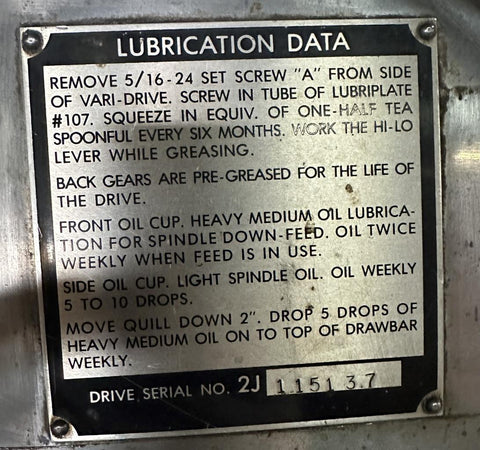 LUBRICATION DATA
REMOVE 5/16-24 SET SCREW "A" FROM SIDE
OF VARI-DRIVE. SCREW IN TUBE OF LUBRIPLATE
#107. SQUEEZE IN EQUIV. OF ONE-HALF TEA
SPOONFUL EVERY SIX MONTHS. WORK THE HI-LO
LEVER WHILE GREASING.
BACK GEARS ARE PRE-GREASED FOR THE LIFE OF
THE DRIVE.
FRONT OIL CUP. HEAVY MEDIUM OIL LUBRICA-
TION FOR SPINDLE DOWN-FEED. OIL TWICE
WEEKLY WHEN FEED IS IN USE.
SIDE OIL CUP. LIGHT SPINDLE OIL. OIL WEEKLY
5 TO 10 DROPS.
MOVE QUILL DOWN 2". DROP 5 DROPS OF
HEAVY MEDIUM OIL ON TO TOP OF DRAWBAR
WEEKLY.
DRIVE SERIAL NO. 2J 115137